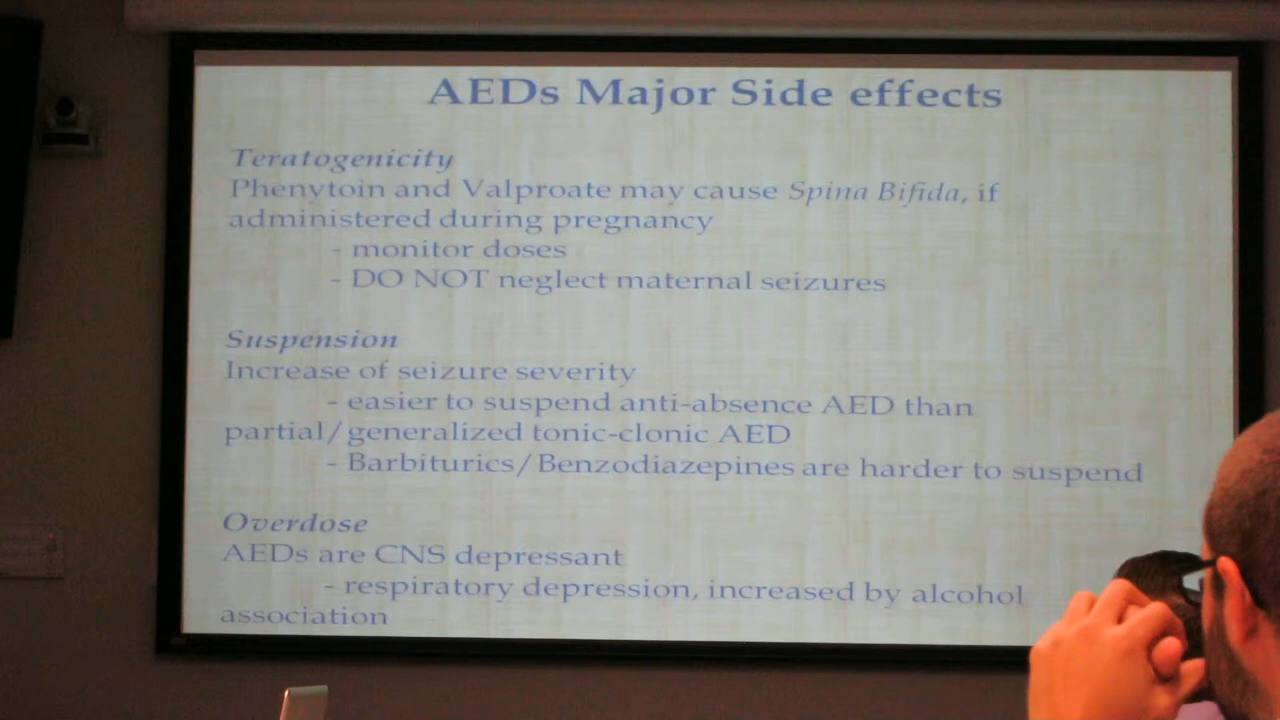 AEDs Major Side effects
Teratogenicity
Phenytoin and Valproate may cause Spina Bifida, if
administered during pregnancy
- monitor doses
- DO NOT neglect maternal seizures
Suspension
Increase of seizure severity
- easier to suspend anti-absence AED than
partial/generalized tonic-clonic AED
- Barbiturics/Benzodiazepines are harder to suspend
Overdose
AEDs are CNS depressant
- respiratory depression, increased by alcohol
association